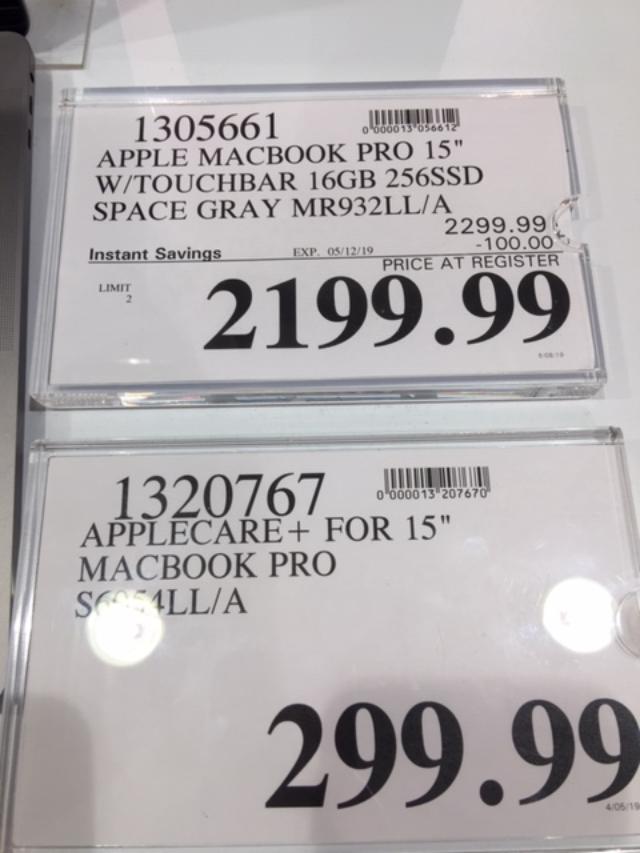 1305661
0 000013 056612
APPLE MACBOOK PRO 15"
W/TOUCHBAR 16GB 256SSD
SPACE GRAY MR932LL/A
2299.99
-100.00
Instant Savings EXP. 05/12/19
PRICE AT REGISTER
LIMIT
2
2199.99
1320767
0 000013 207670
APPLECARE+ FOR 15"
MACBOOK PRO
299.99
4/05/19